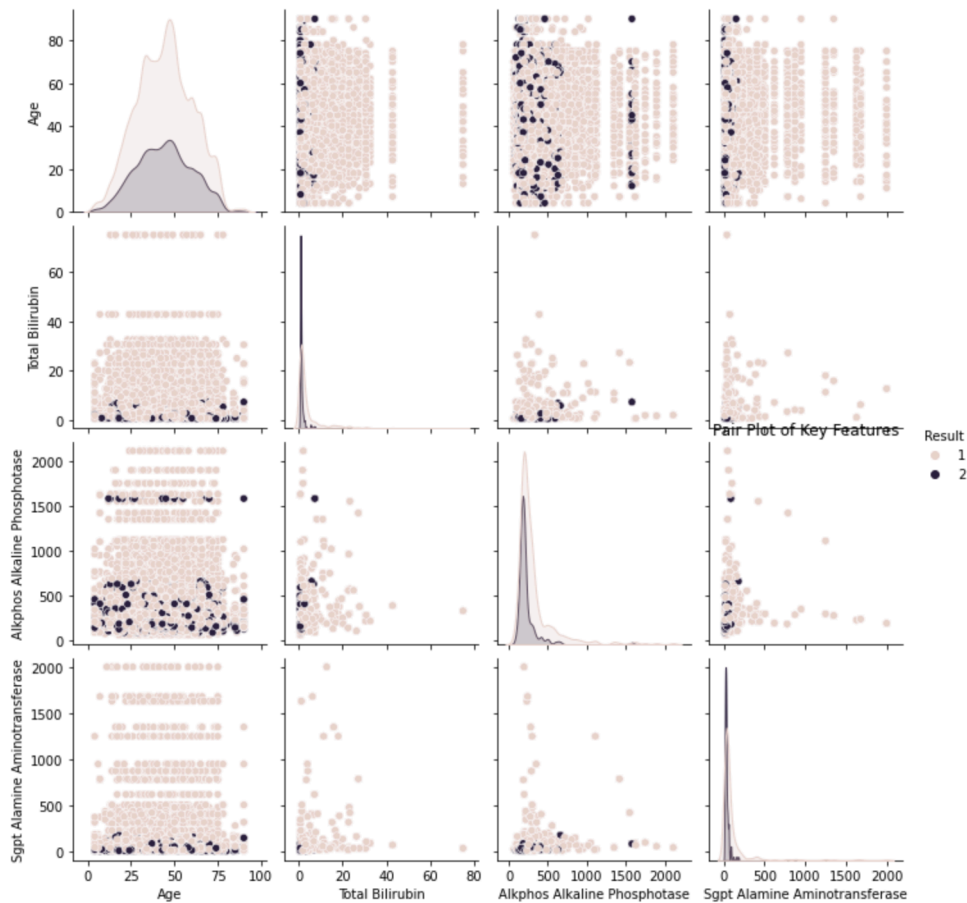 80
60
40
20
0
Age
60
40
20
0
Total Bilirubin
Pair Plot of Key Features
Result
1
2
2000
1500
1000
500
0
Alkphos Alkaline Phosphotase
2000
1500
1000
500
0
Sgpt Alamine Aminotransferase
0 25 50 75 100 0 20 40 60 80 0 500 1000 1500 2000 0 500 1000 1500 2000
Age Total Bilirubin Alkphos Alkaline Phosphotase Sgpt Alamine Aminotransferase